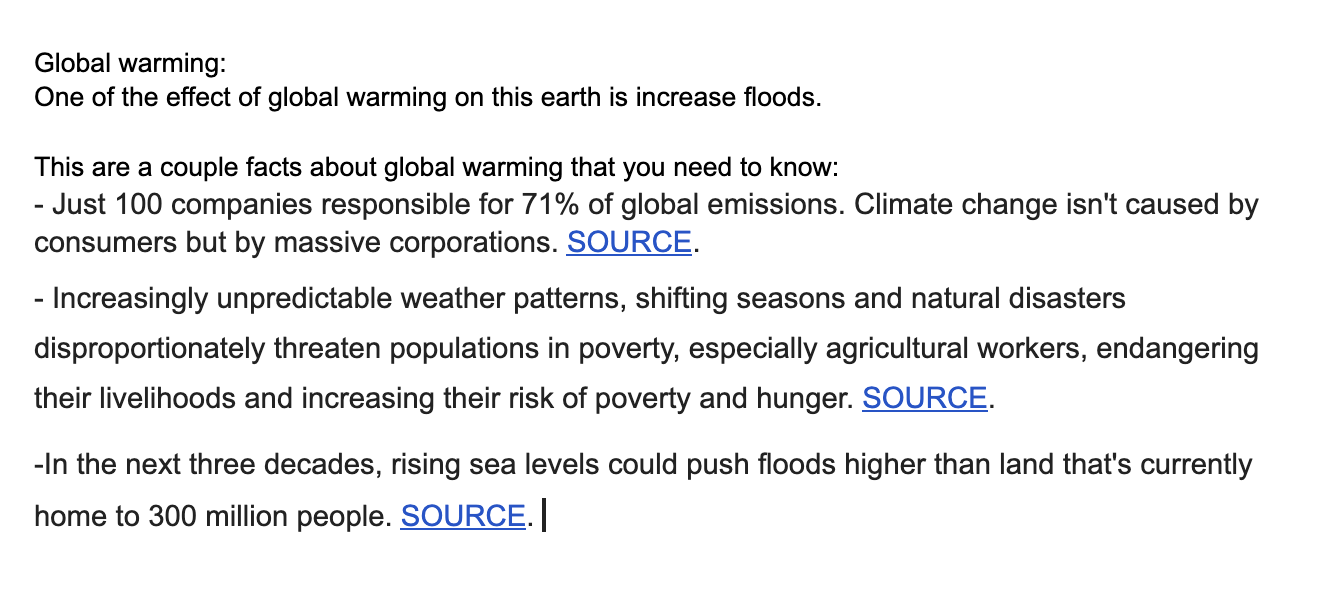 Global warming:
One of the effect of global warming on this earth is increase floods.
This are a couple facts about global warming that you need to know:
- Just 100 companies responsible for 71% of global emissions. Climate change isn't caused by
consumers but by massive corporations. SOURCE.
- Increasingly unpredictable weather patterns, shifting seasons and natural disasters
disproportionately threaten populations in poverty, especially agricultural workers, endangering
their livelihoods and increasing their risk of poverty and hunger. SOURCE.
-In the next three decades, rising sea levels could push floods higher than land that's currently
home to 300 million people. SOURCE.